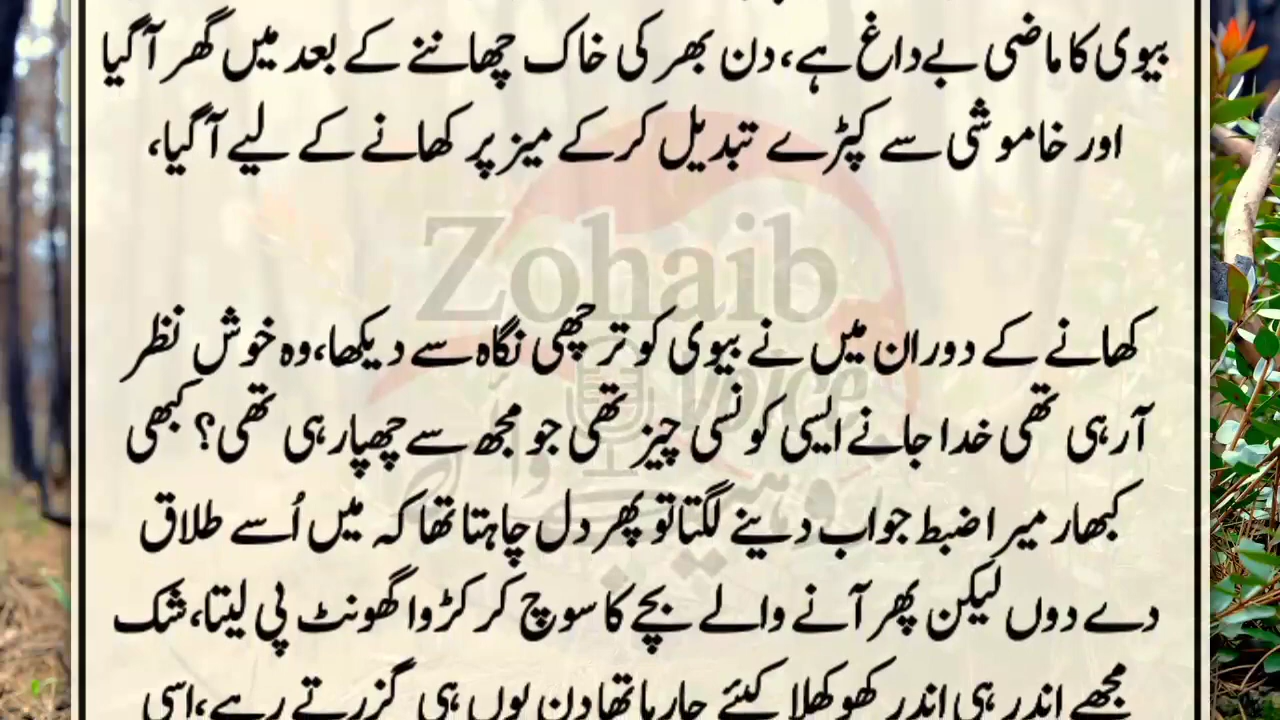 بیوی کا ماضی بے داغ ہے، دن بھر کی خاک چھاننے کے بعد میں گھر آ گیا
اور خاموشی سے کپڑے تبدیل کر کے میز پر کھانے کے لیے آ گیا،
Zohaib
Voice
کھانے کے دوران میں نے بیوی کو ترچھی نگاہ سے دیکھا، وہ خوش نظر
آ رہی تھی خدا جانے ایسی کونسی چیز تھی جو مجھ سے چھپا رہی تھی؟ کبھی
کبھار میرا ضبط جواب دینے لگتا تو پھر دل چاہتا تھا کہ میں اُسے طلاق
دے دوں لیکن پھر آنے والے بچے کا سوچ کر کڑوا گھونٹ پی لیتا، شک
مجھے اندر ہی اندر کھوکھلا کیئے جا رہا تھا دن یوں ہی گزرتے رہے، اسی